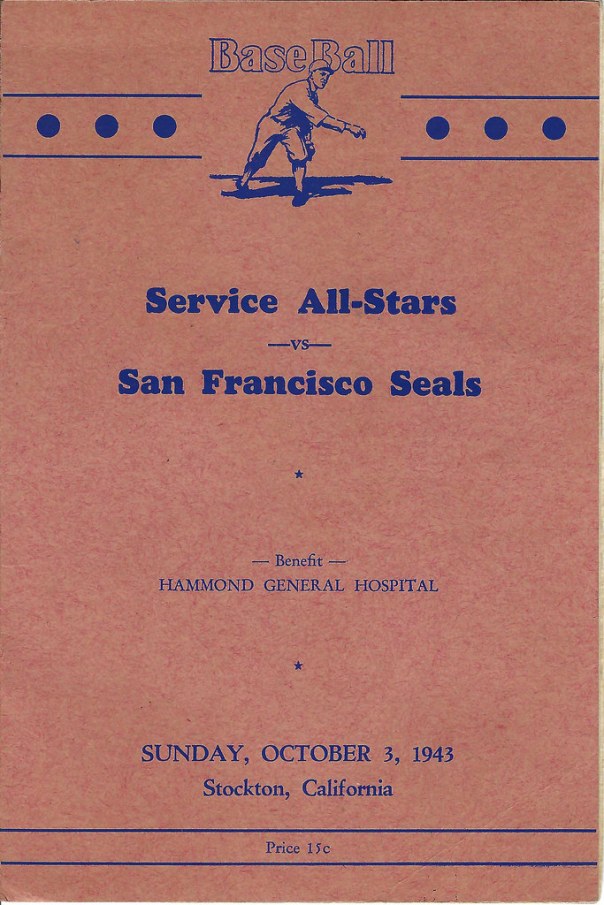 BaseBall
Service All-Stars
—vs—
San Francisco Seals
— Benefit —
HAMMOND GENERAL HOSPITAL
SUNDAY, OCTOBER 3, 1943
Stockton, California
Price 15c